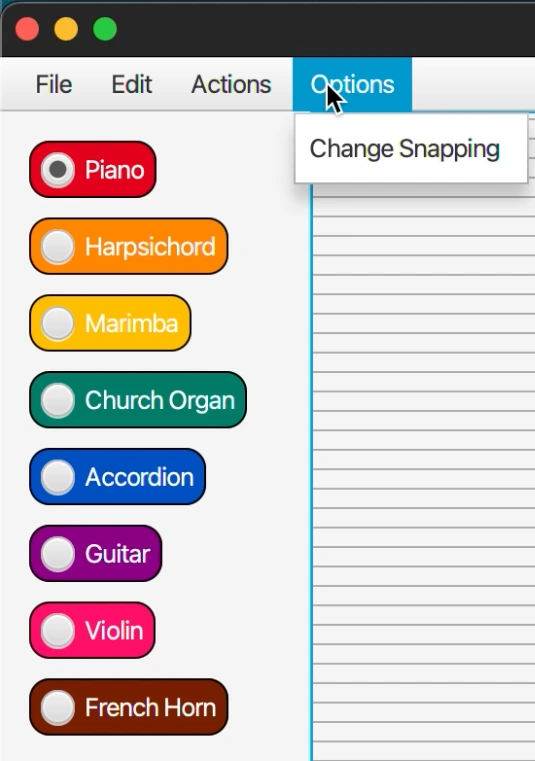 File Edit Actions Options
Change Snapping
Piano
Harpsichord
Marimba
Church Organ
Accordion
Guitar
Violin
French Horn